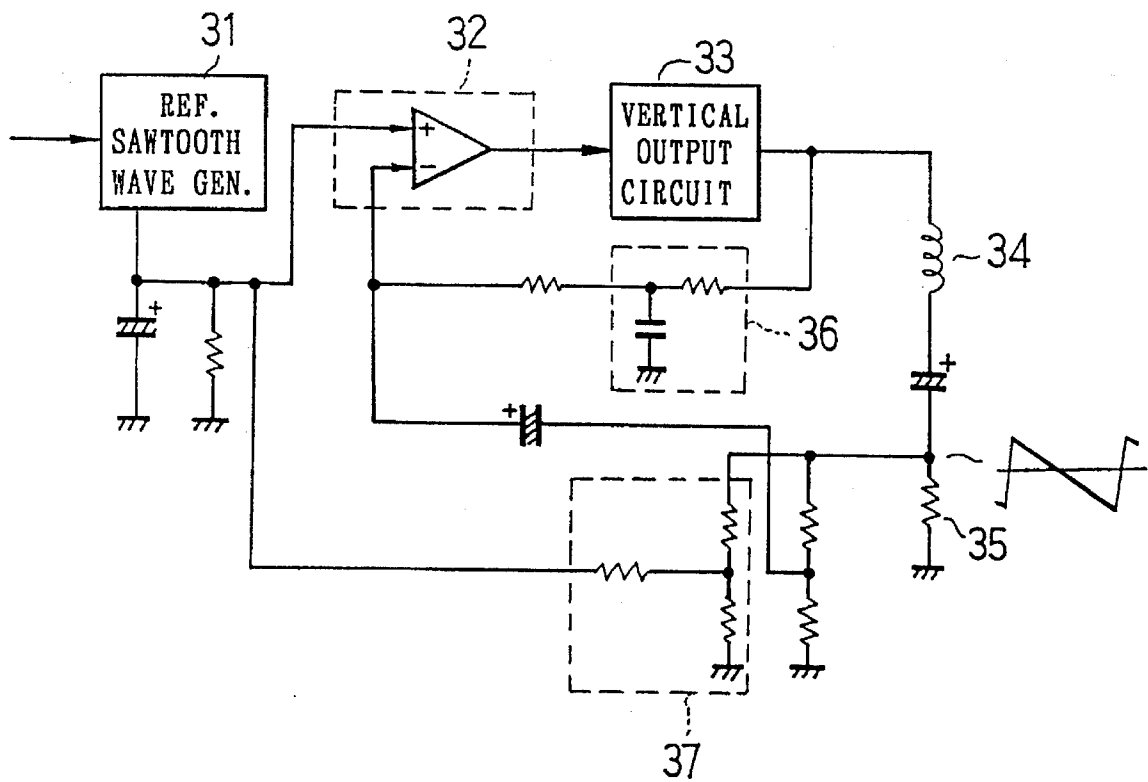 31
REF.
SAWTOOTH
WAVE GEN.
32
+
−
33
VERTICAL
OUTPUT
CIRCUIT
34
36
+
+
+
35
37